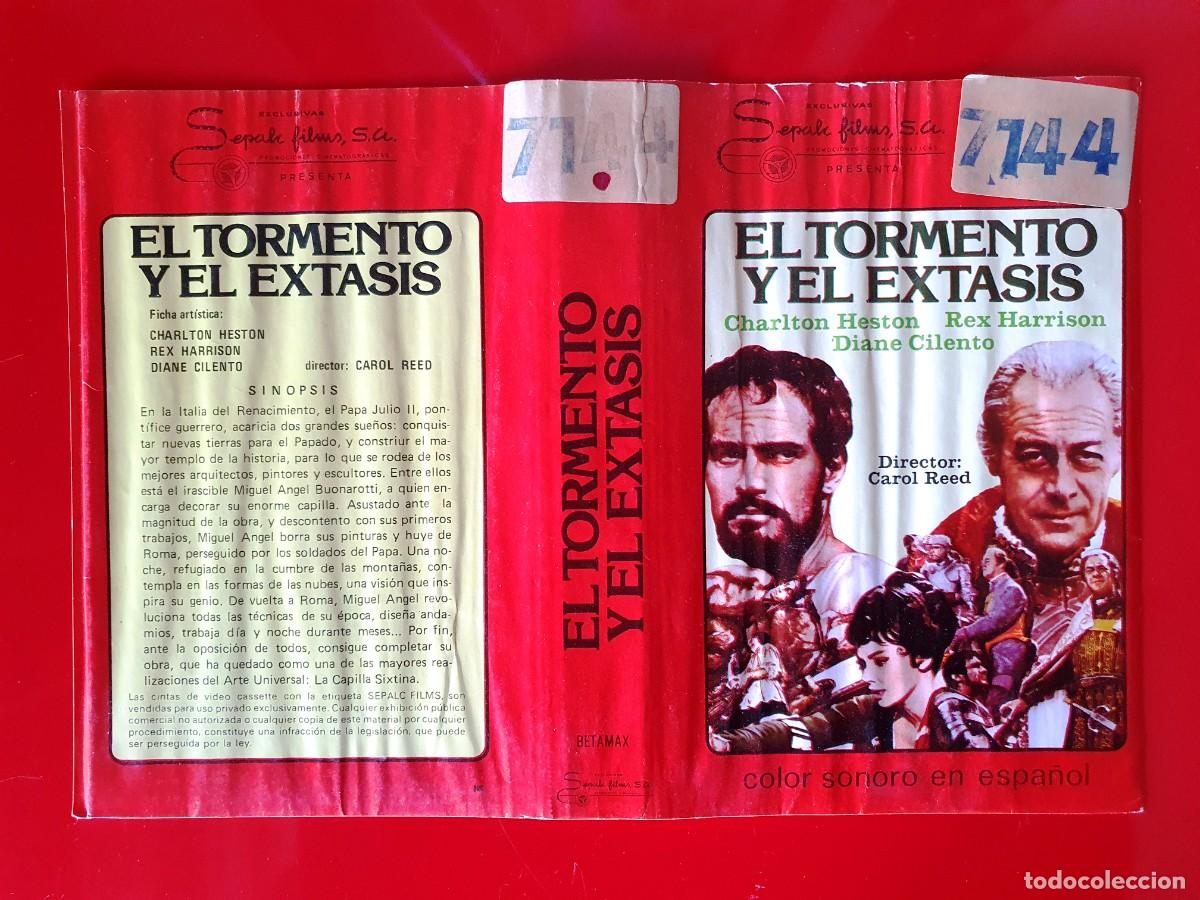 EXCLUSIVAS
Sepalc films, S.a.
PROMOCIONES CINEMATOGRAFICAS
PRESENTA
EL TORMENTO
Y EL EXTASIS
Ficha artística:
CHARLTON HESTON
REX HARRISON
DIANE CILENTO director: CAROL REED
SINOPSIS
En la Italia del Renacimiento, el Papa Julio II, pon-
tífice guerrero, acaricia dos grandes sueños: conquis-
tar nuevas tierras para el Papado, y constriur el ma-
yor templo de la historia, para lo que se rodea de los
mejores arquitectos, pintores y escultores. Entre ellos
está el irascible Miguel Angel Buonarotti, a quien en-
carga decorar su enorme capilla. Asustado ante la
magnitud de la obra, y descontento con sus primeros
trabajos, Miguel Angel borra sus pinturas y huye de
Roma, perseguido por los soldados del Papa. Una no-
che, refugiado en la cumbre de las montañas, con-
templa en las formas de las nubes, una visión que ins-
pira su genio. De vuelta a Roma, Miguel Angel revo-
luciona todas las técnicas de su época, diseña anda-
mios, trabaja día y noche durante meses... Por fin,
ante la oposición de todos, consigue completar su
obra, que ha quedado como una de las mayores rea-
lizaciones del Arte Universal: La Capilla Sixtina.
Las cintas de video cassette con la etiqueta SEPALC FILMS, son
vendidas para uso privado exclusivamente. Cualquier exhibición pública
comercial no autorizada o cualquier copia de este material por cualquier
procedimiento, constituye una infracción de la legislación, que puede
ser perseguida por la ley.
7144
EL TORMENTO
Y EL EXTASIS
BETAMAX
Sepalc films, S.a.
EXCLUSIVAS
Sepalc films, S.a.
PROMOCIONES CINEMATOGRAFICAS
PRESENTA
7144
EL TORMENTO
Y EL EXTASIS
Charlton Heston Rex Harrison
Diane Cilento
Director:
Carol Reed
color sonoro en español
todocoleccion